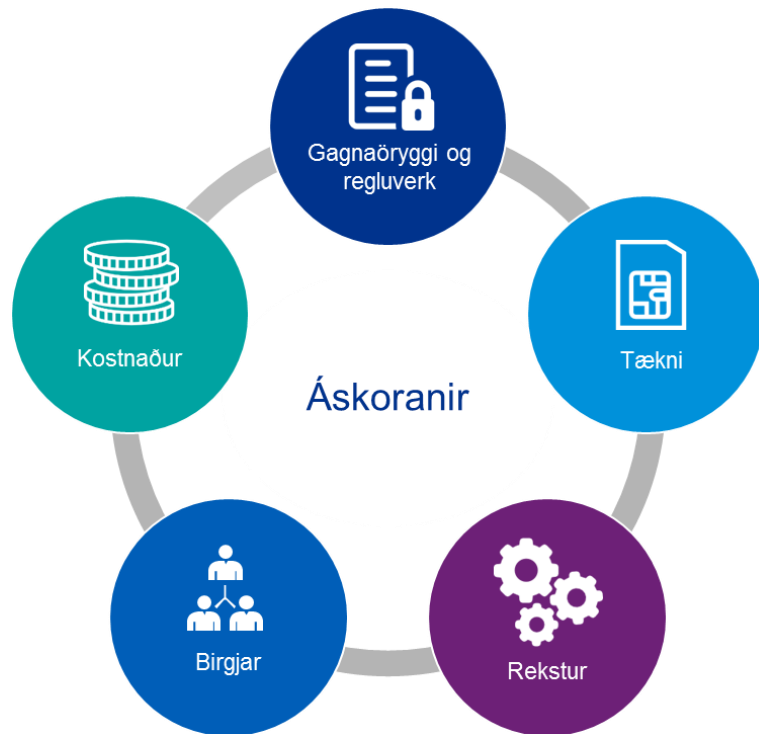 Gagnaöryggi og
regluverk
Tækni
Rekstur
Birgjar
Kostnaður
Áskoranir